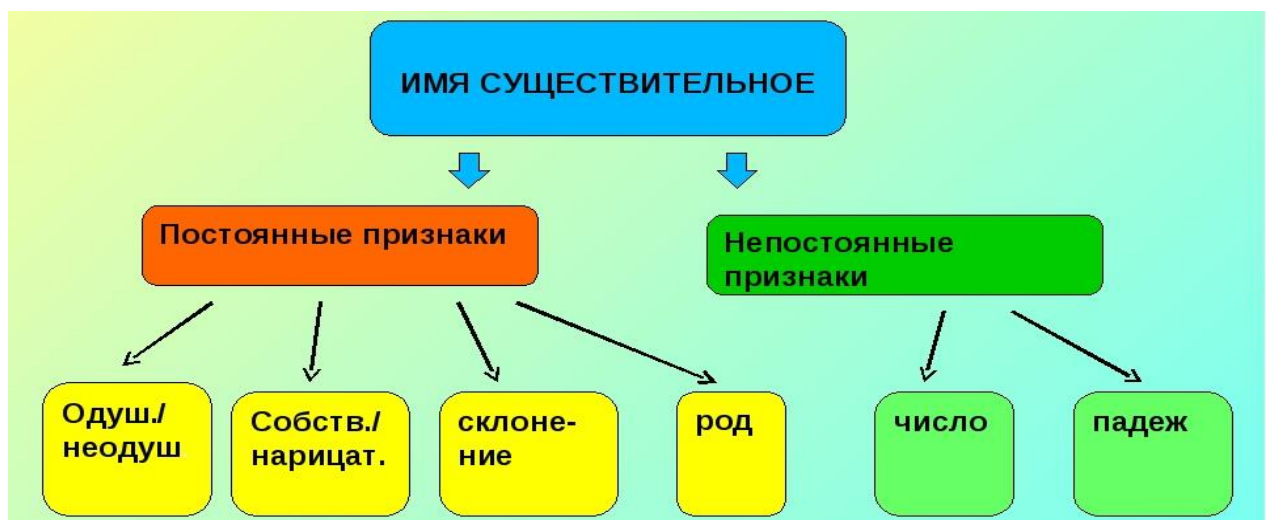 ИМЯ СУЩЕСТВИТЕЛЬНОЕ
Постоянные признаки
Непостоянные
признаки
Одуш./
неодуш.
Собств./
нарицат.
склоне-
ние
род
число
падеж